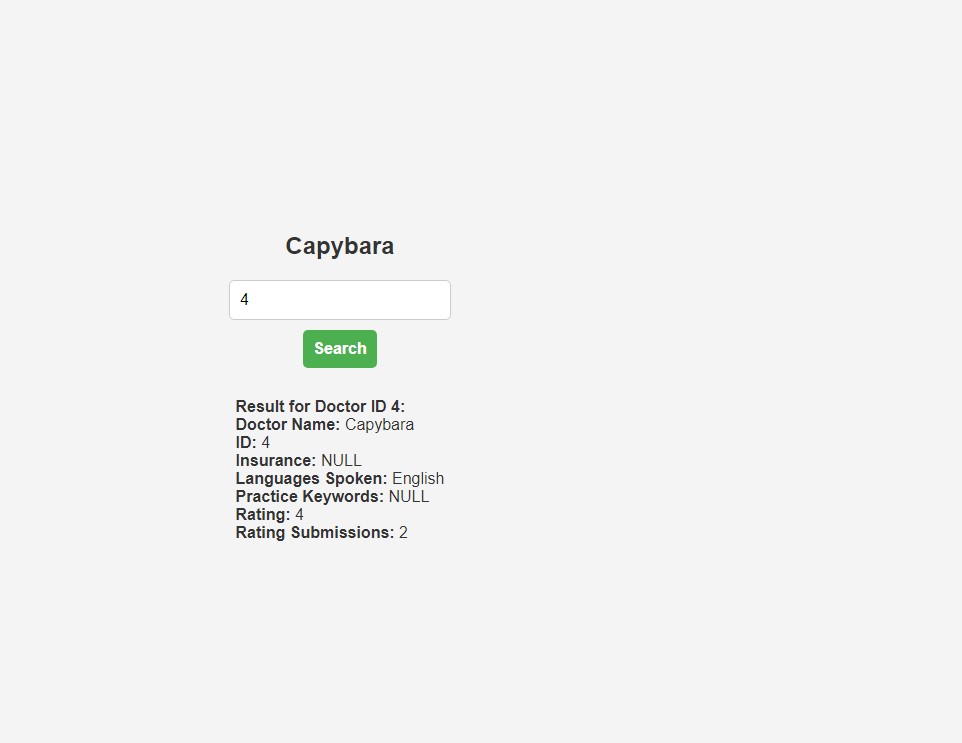 Capybara
4
Search
Result for Doctor ID 4:
Doctor Name: Capybara
ID: 4
Insurance: NULL
Languages Spoken: English
Practice Keywords: NULL
Rating: 4
Rating Submissions: 2